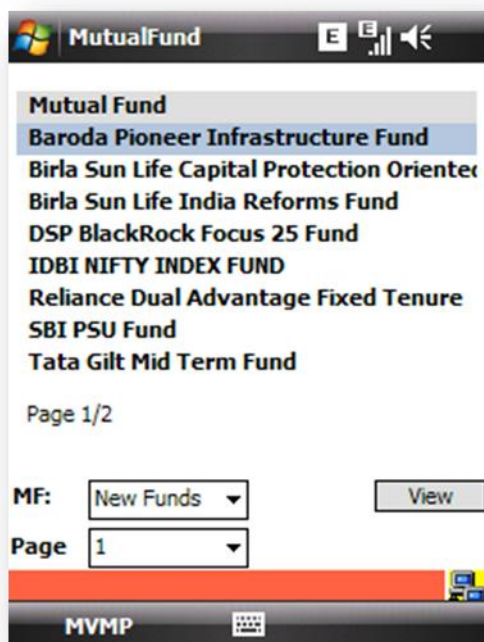 MutualFund
E
E
Mutual Fund
Baroda Pioneer Infrastructure Fund
Birla Sun Life Capital Protection Oriented
Birla Sun Life India Reforms Fund
DSP BlackRock Focus 25 Fund
IDBI NIFTY INDEX FUND
Reliance Dual Advantage Fixed Tenure
SBI PSU Fund
Tata Gilt Mid Term Fund
Page 1/2
MF: New Funds View
Page 1
MVMP